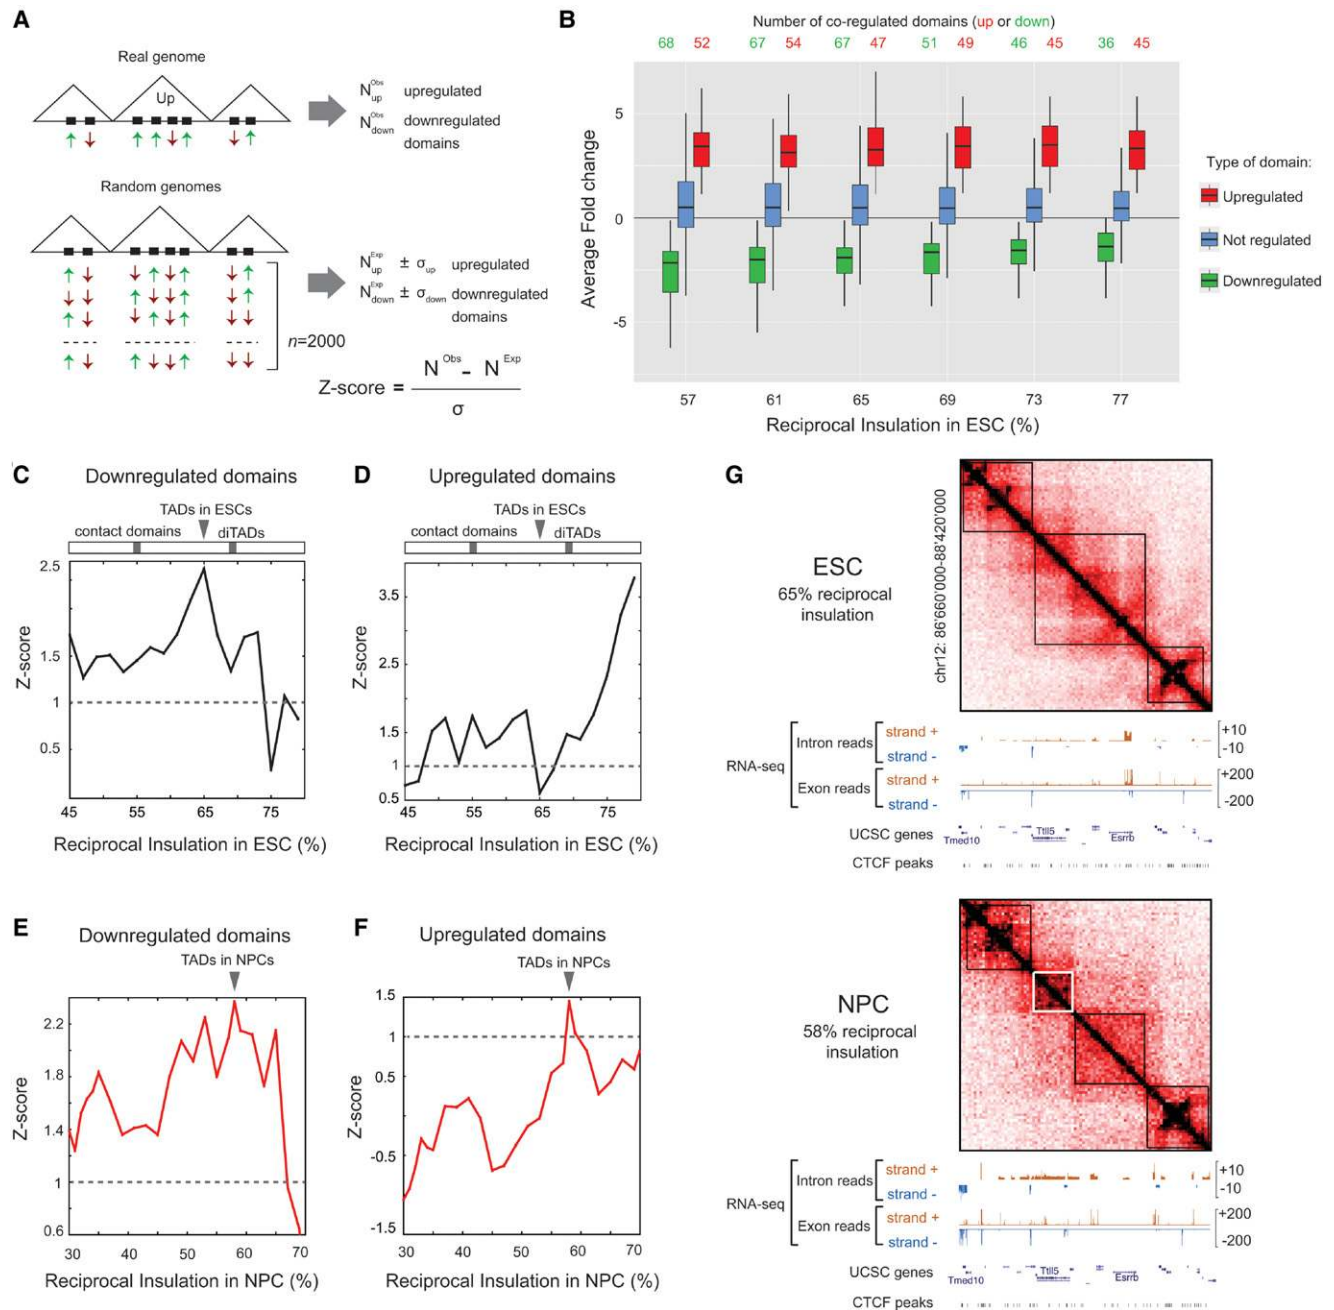 A
Real genome
Up
N Obs up upregulated
N Obs down downregulated
domains
Random genomes
N Exp up ± σ up upregulated
N Exp down ± σ down downregulated
domains
n=2000
Z-score = N Obs - N Exp
σ
B
Number of co-regulated domains (up or down)
68 52 67 54 67 47 51 49 46 45 36 45
5
0
-5
Average Fold change
57 61 65 69 73 77
Reciprocal Insulation in ESC (%)
Type of domain:
Upregulated
Not regulated
Downregulated
C
Downregulated domains
TADs in ESCs
contact domains diTADs
2.5
1.5
1
0.5
Z-score
45 55 65 75
Reciprocal Insulation in ESC (%)
D
Upregulated domains
TADs in ESCs
contact domains diTADs
3.5
2.5
1.5
1
0.5
Z-score
45 55 65 75
Reciprocal Insulation in ESC (%)
E
Downregulated domains
TADs in NPCs
2.2
1.8
1.4
1
0.6
Z-score
30 40 50 60 70
Reciprocal Insulation in NPC (%)
F
Upregulated domains
TADs in NPCs
1.5
1
0.5
-0.5
-1.5
Z-score
30 40 50 60 70
Reciprocal Insulation in NPC (%)
G
ESC
65% reciprocal
insulation
chr12: 86'660'000-88'420'000
RNA-seq
Intron reads
strand +
strand -
+10
-10
Exon reads
strand +
strand -
+200
-200
UCSC genes
Tmed10 Ttll5 Esrrb
CTCF peaks
NPC
58% reciprocal
insulation
RNA-seq
Intron reads
strand +
strand -
+10
-10
Exon reads
strand +
strand -
+200
-200
UCSC genes
Tmed10 Ttll5 Esrrb
CTCF peaks